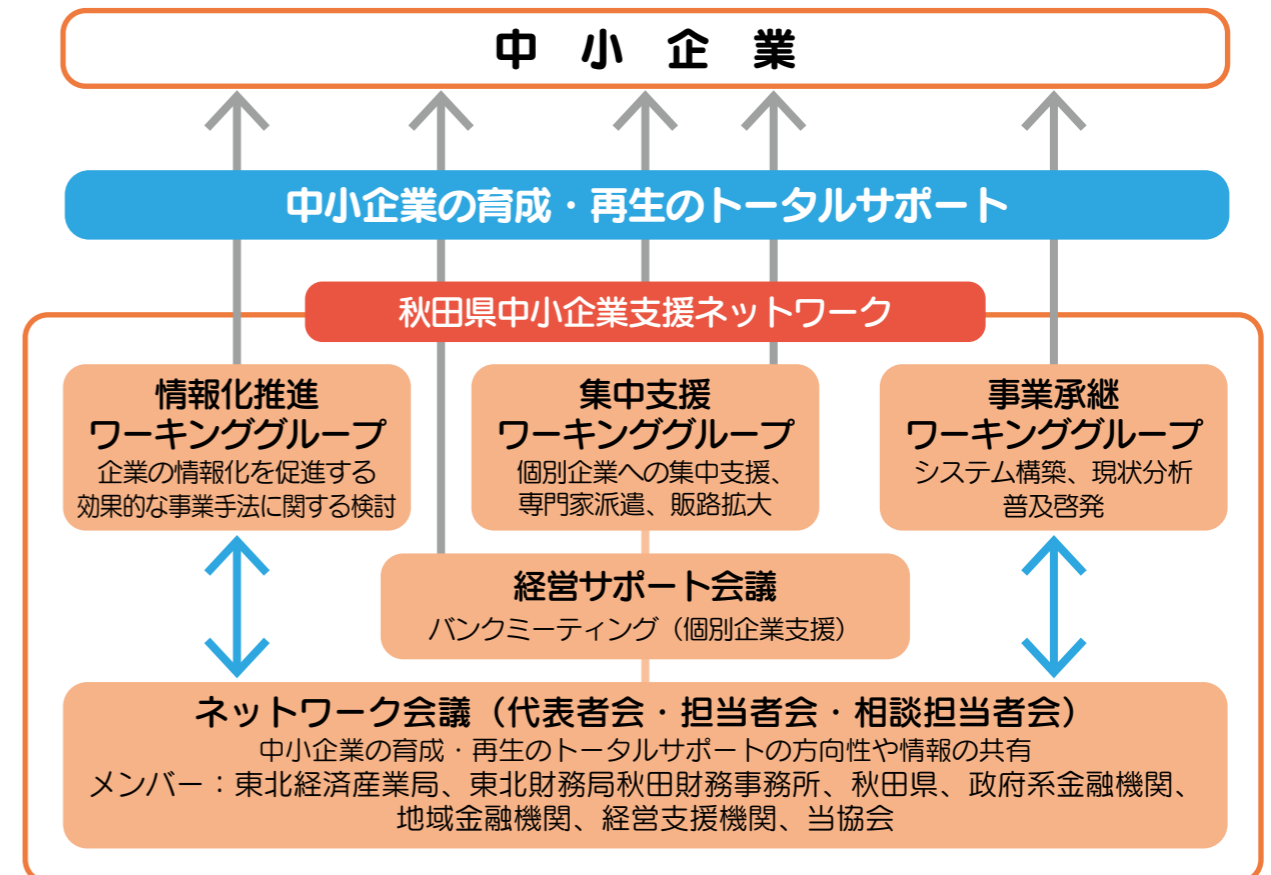 中小企業
中小企業の育成・再生のトータルサポート
秋田県中小企業支援ネットワーク
情報化推進
ワーキンググループ
企業の情報化を促進する
効果的な事業手法に関する検討
集中支援
ワーキンググループ
個別企業への集中支援、
専門家派遣、販路拡大
事業承継
ワーキンググループ
システム構築、現状分析
普及啓発
経営サポート会議
バンクミーティング（個別企業支援）
ネットワーク会議（代表者会・担当者会・相談担当者会）
中小企業の育成・再生のトータルサポートの方向性や情報の共有
メンバー：東北経済産業局、東北財務局秋田財務事務所、秋田県、政府系金融機関、
地域金融機関、経営支援機関、当協会